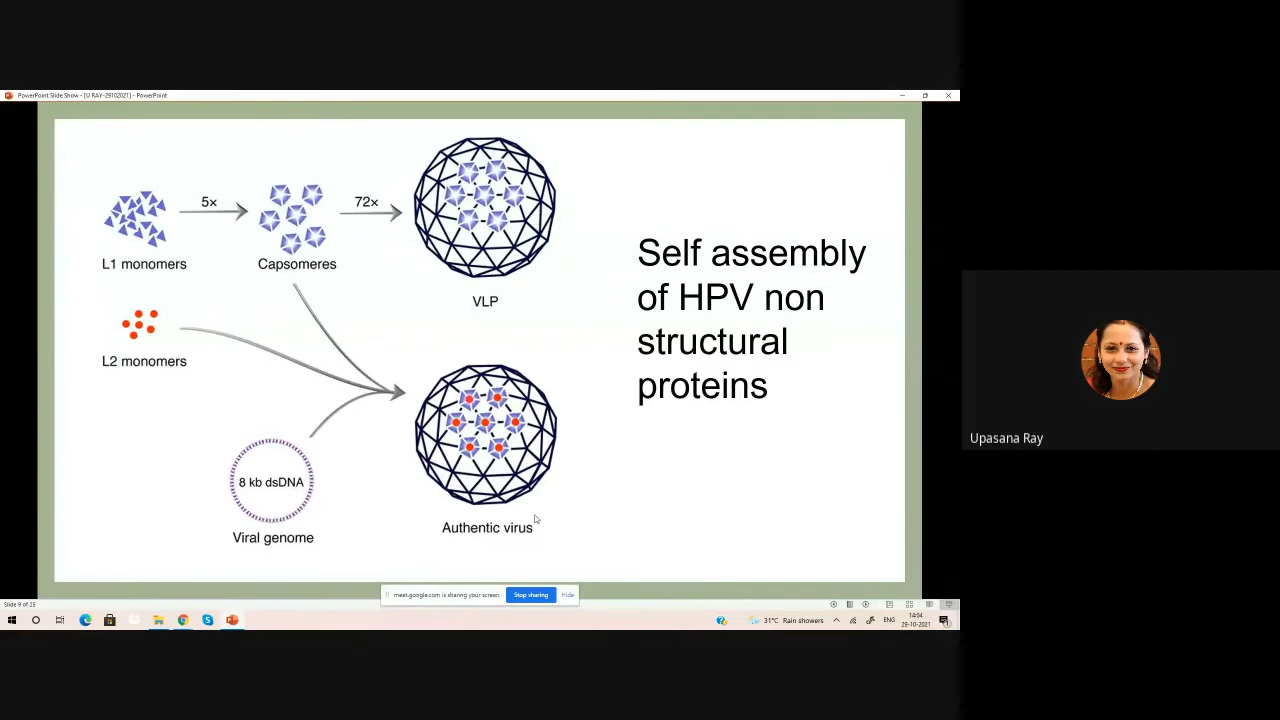 PowerPoint Slide Show - [U RAY-29102021] - PowerPoint
5×
72×
L1 monomers
Capsomeres
VLP
L2 monomers
8 kb dsDNA
Viral genome
Authentic virus
Self assembly
of HPV non
structural
proteins
Upasana Ray
meet.google.com is sharing your screen.
Stop sharing
Hide
Slide 9 of 25
31°C Rain showers
ENG
14:04
29-10-2021